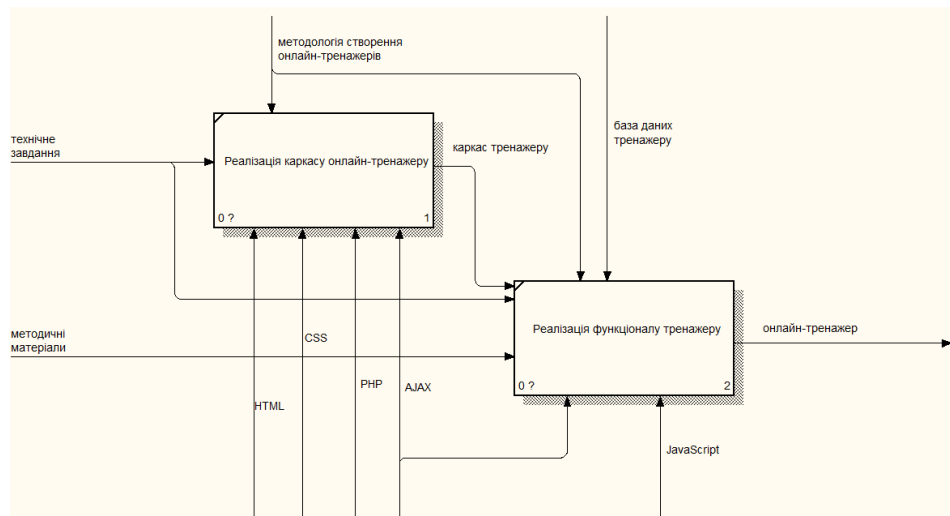 методологія створення
онлайн-тренажерів
база даних
тренажеру
технічне
завдання
Реалізація каркасу онлайн-тренажеру
каркас тренажеру
0 ?
1
методичні
матеріали
Реалізація функціоналу тренажеру
онлайн-тренажер
0 ?
2
CSS
PHP
AJAX
HTML
JavaScript